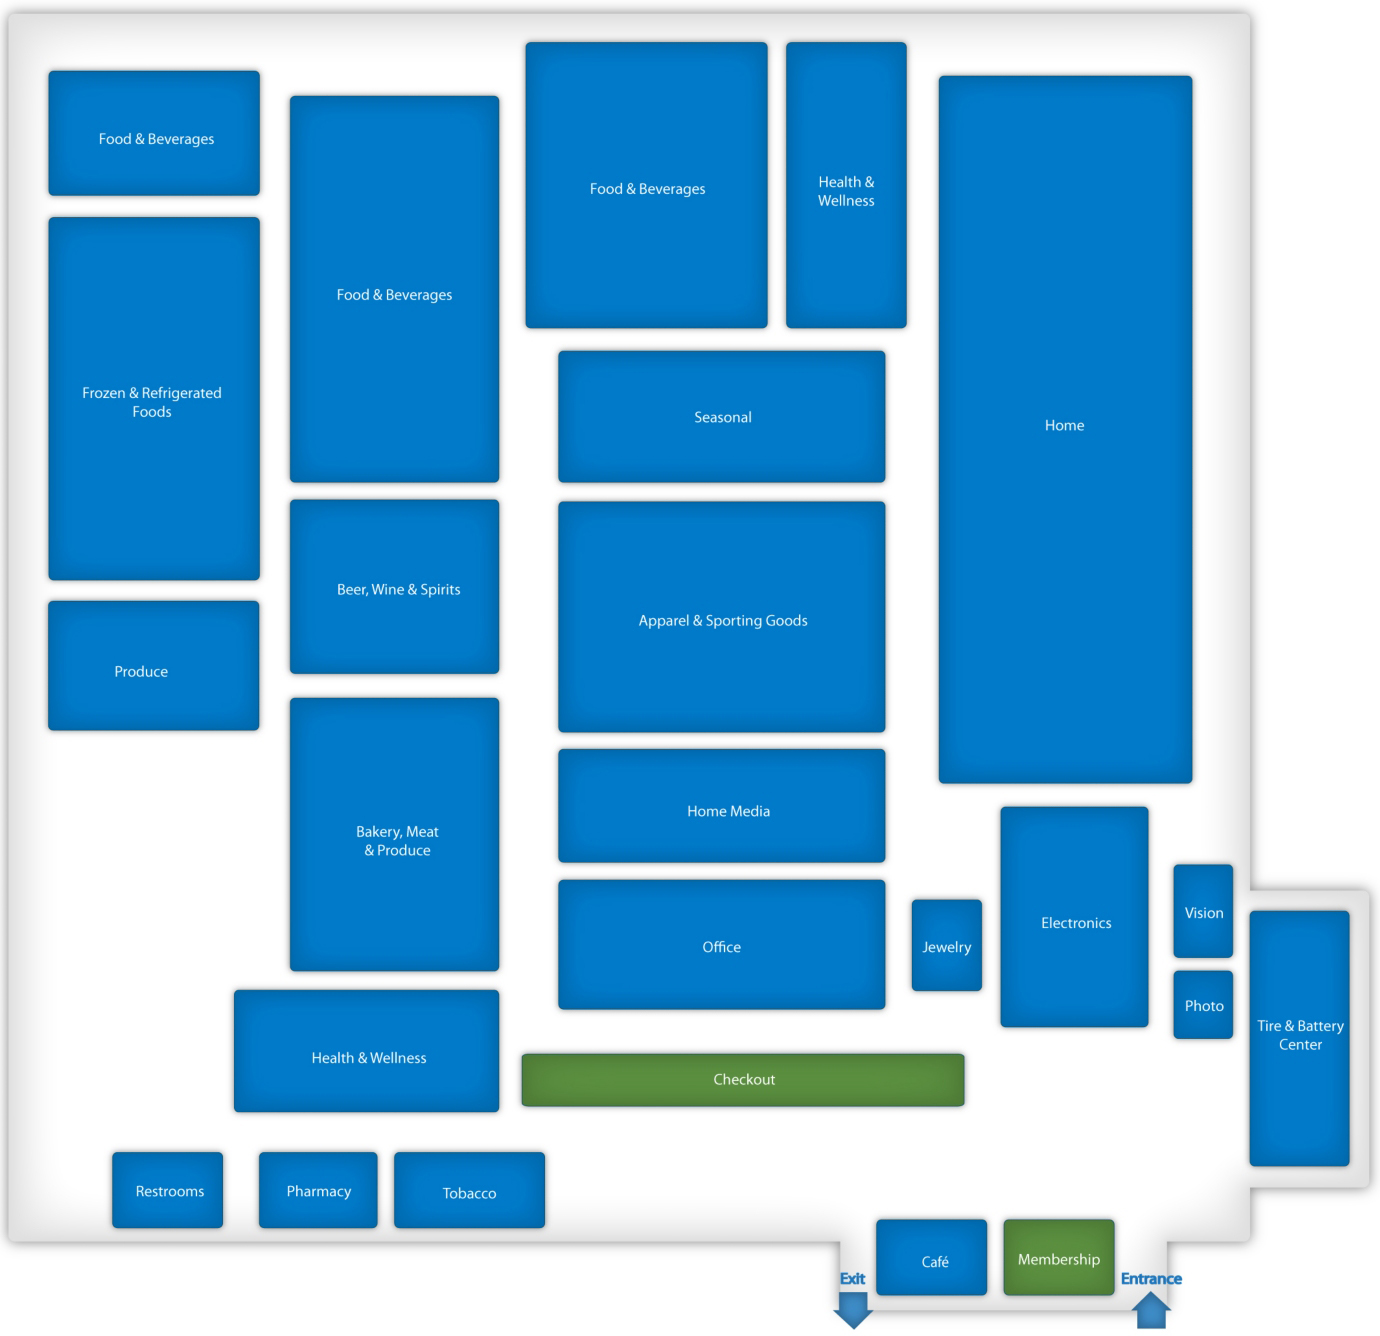 Food & Beverages
Food & Beverages
Food & Beverages
Health &
Wellness
Frozen & Refrigerated
Foods
Seasonal
Home
Beer, Wine & Spirits
Apparel & Sporting Goods
Produce
Bakery, Meat
& Produce
Home Media
Office
Jewelry
Electronics
Vision
Photo
Tire & Battery
Center
Health & Wellness
Checkout
Restrooms
Pharmacy
Tobacco
Café
Membership
Exit
Entrance